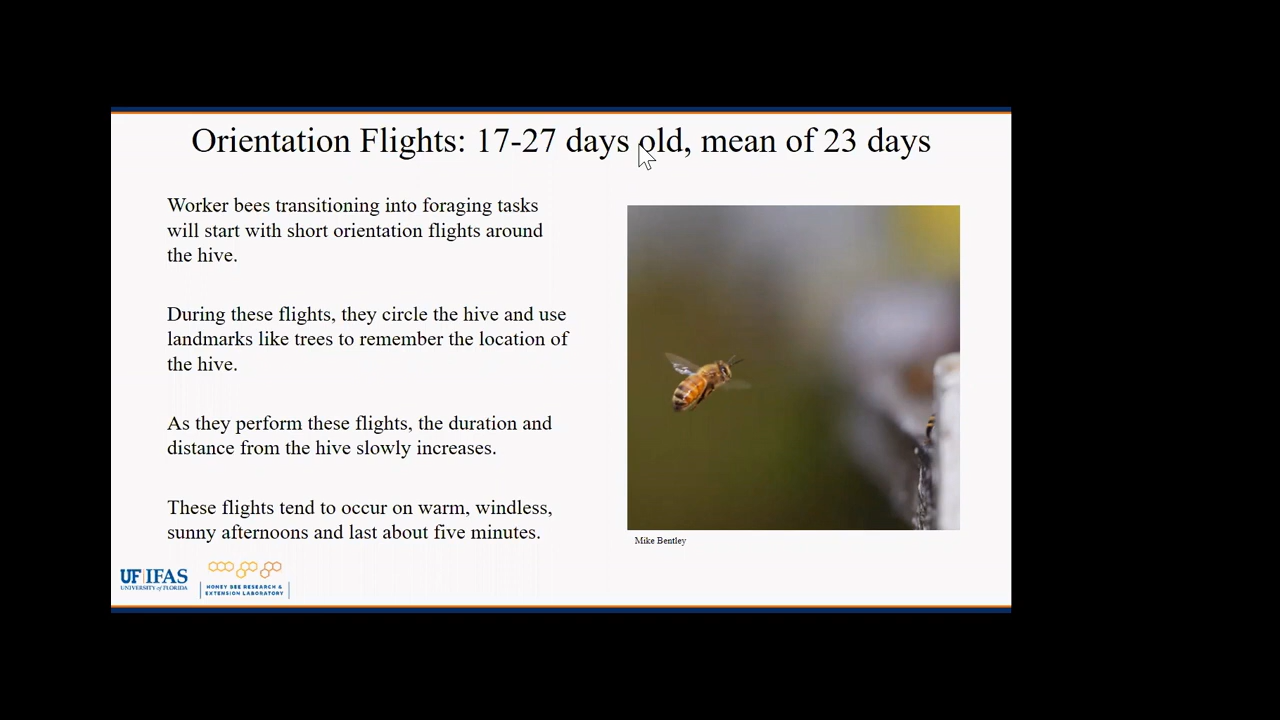 Orientation Flights: 17-27 days old, mean of 23 days
Worker bees transitioning into foraging tasks
will start with short orientation flights around
the hive.
During these flights, they circle the hive and use
landmarks like trees to remember the location of
the hive.
As they perform these flights, the duration and
distance from the hive slowly increases.
These flights tend to occur on warm, windless,
sunny afternoons and last about five minutes.
Mike Bentley
UF|IFAS
UNIVERSITY of FLORIDA
HONEY BEE RESEARCH &
EXTENSION LABORATORY